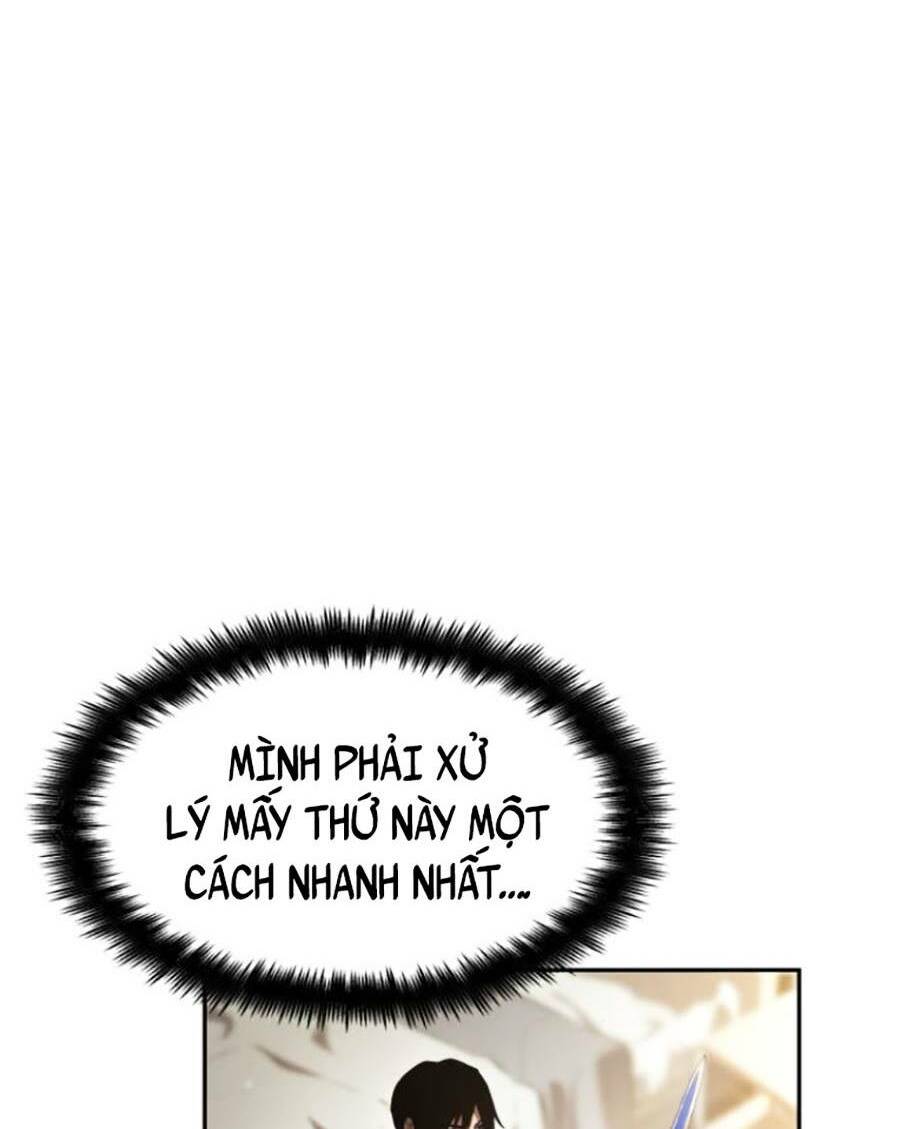 MÌNH PHẢI XỬ
LÝ MẤY THỨ NÀY MỘT
CÁCH NHANH NHẤT....